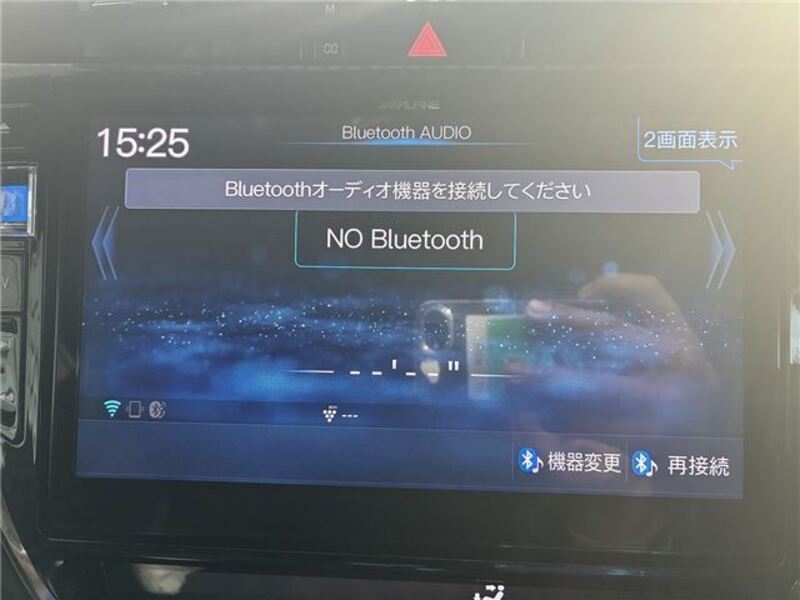 M
:00
ALPINE
15:25
Bluetooth AUDIO
2画面表示
Bluetoothオーディオ機器を接続してください
NO Bluetooth
--'--"
---
機器変更
再接続